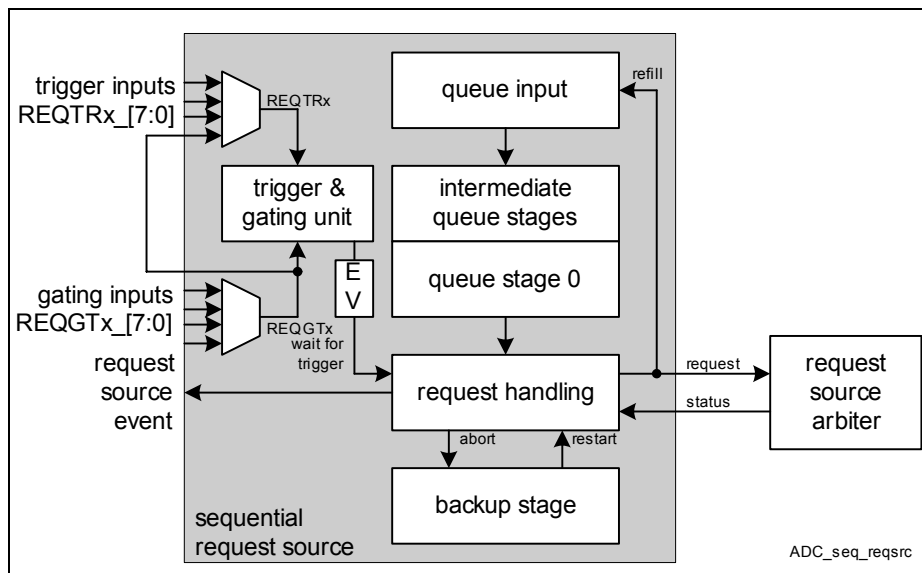 trigger inputs
REQTRx_[7:0]
REQTRx
queue input
refill
trigger &
gating unit
intermediate
queue stages
E
V
queue stage 0
gating inputs
REQGTx_[7:0]
REQGTx
wait for
trigger
request
source
event
request handling
request
status
request
source
arbiter
abort
restart
backup stage
sequential
request source
ADC_seq_reqsrc